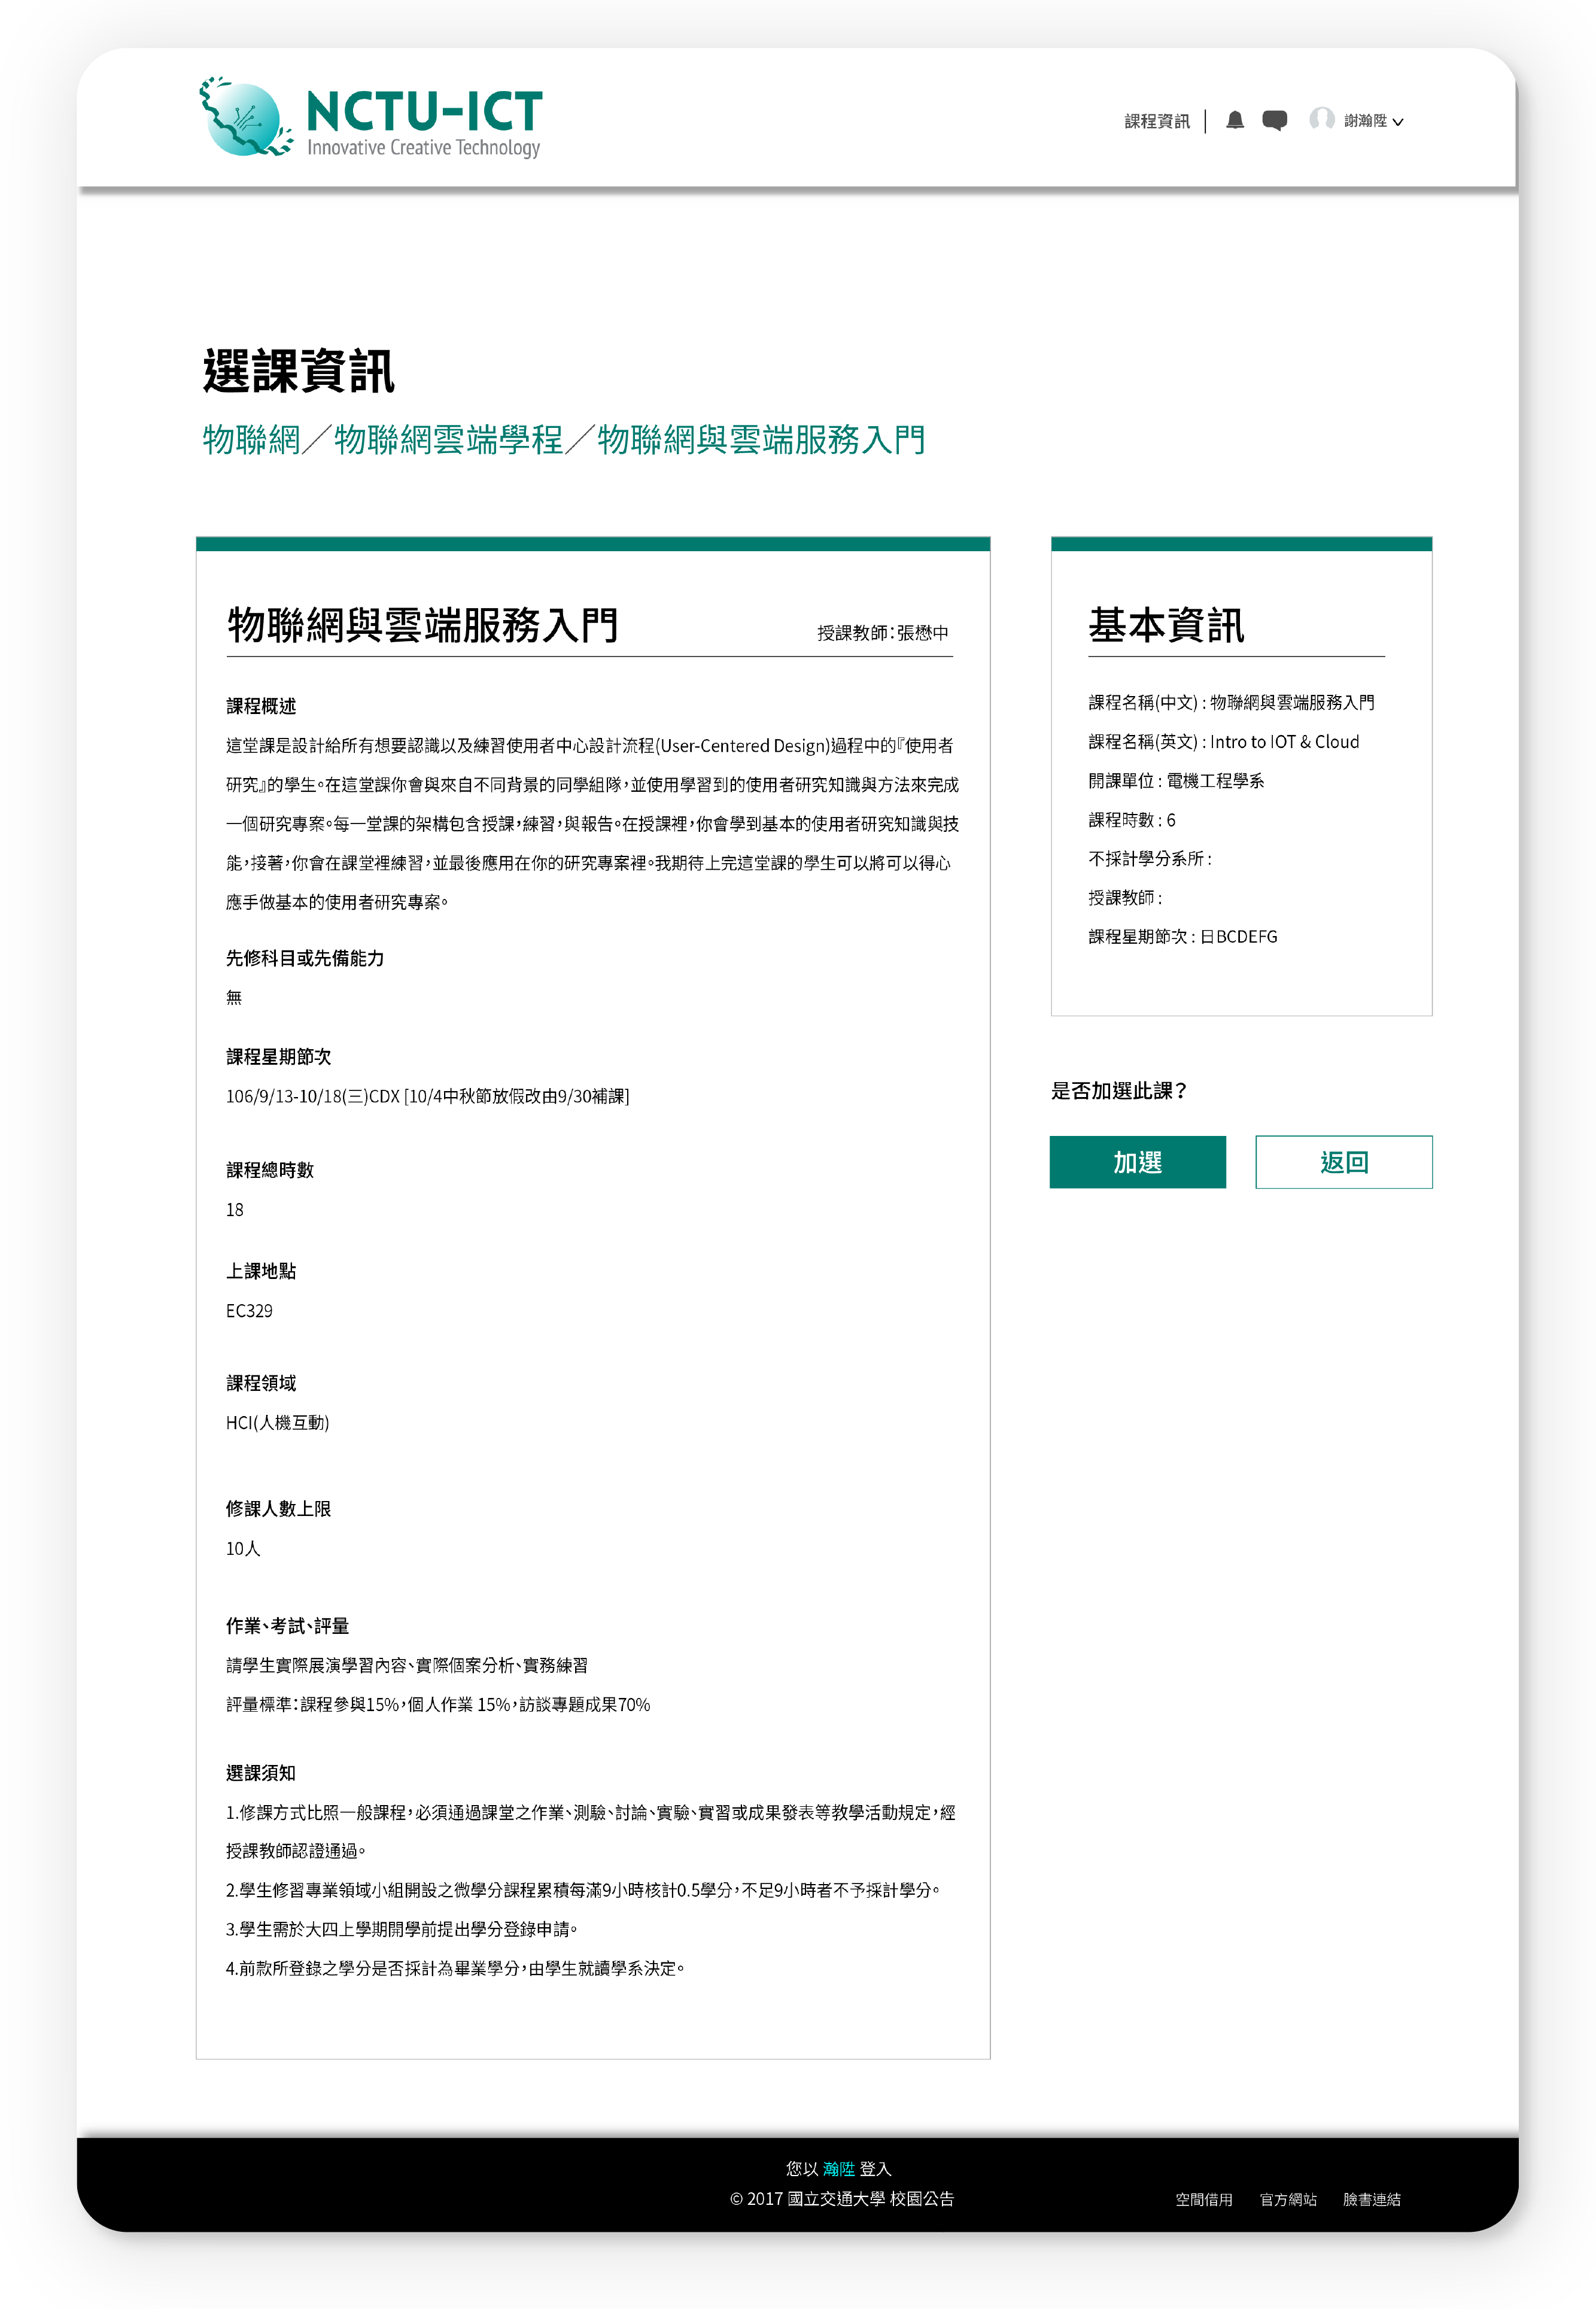 NCTU-ICT
Innovative Creative Technology
課程資訊
謝瀚陞
選課資訊
物聯網／物聯網雲端學程／物聯網與雲端服務入門
物聯網與雲端服務入門
授課教師：張懋中
課程概述
這堂課是設計給所有想要認識以及練習使用者中心設計流程(User-Centered Design)過程中的『使用者
研究』的學生。在這堂課你會與來自不同背景的同學組隊，並使用學習到的使用者研究知識與方法來完成
一個研究專案。每一堂課的架構包含授課，練習，與報告。在授課裡，你會學到基本的使用者研究知識與技
能，接著，你會在課堂裡練習，並最後應用在你的研究專案裡。我期待上完這堂課的學生可以將可以得心
應手做基本的使用者研究專案。
先修科目或先備能力
無
課程星期節次
106/9/13-10/18(三)CDX [10/4中秋節放假改由9/30補課]
課程總時數
18
上課地點
EC329
課程領域
HCI(人機互動)
修課人數上限
10人
作業、考試、評量
請學生實際展演學習內容、實際個案分析、實務練習
評量標準：課程參與15%，個人作業 15%，訪談專題成果70%
選課須知
1.修課方式比照一般課程，必須通過課堂之作業、測驗、討論、實驗、實習或成果發表等教學活動規定，經
授課教師認證通過。
2.學生修習專業領域小組開設之微學分課程累積每滿9小時核計0.5學分，不足9小時者不予採計學分。
3.學生需於大四上學期開學前提出學分登錄申請。
4.前款所登錄之學分是否採計為畢業學分，由學生就讀學系決定。
基本資訊
課程名稱(中文) : 物聯網與雲端服務入門
課程名稱(英文) : Intro to IOT & Cloud
開課單位 : 電機工程學系
課程時數 : 6
不採計學分系所 :
授課教師 :
課程星期節次 : 日BCDEFG
是否加選此課？
加選
返回
您以 瀚陞 登入
© 2017 國立交通大學 校園公告
空間借用
官方網站
臉書連結